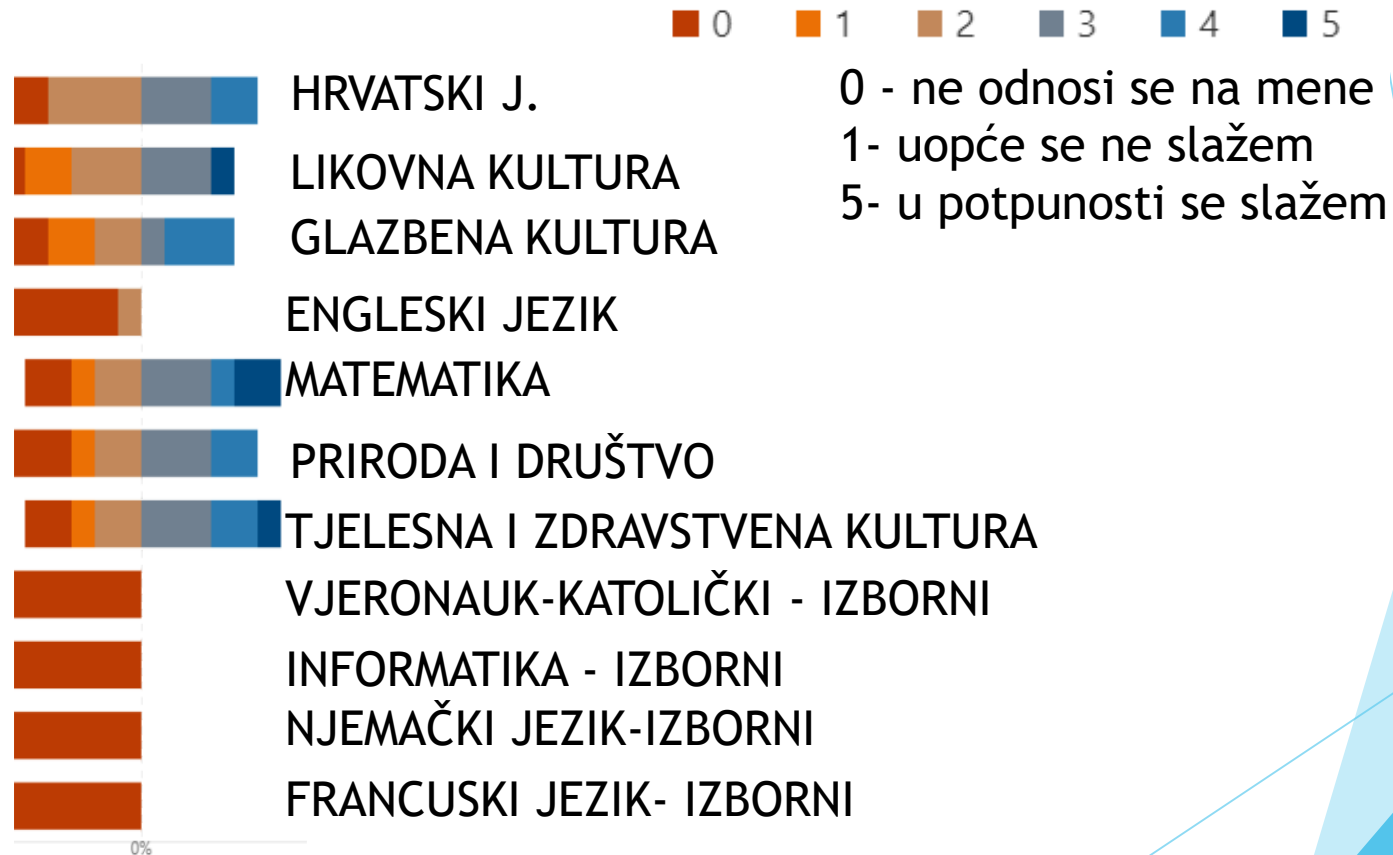 0 1 2 3 4 5
0 - ne odnosi se na mene
1- uopće se ne slažem
5- u potpunosti se slažem
HRVATSKI J.
LIKOVNA KULTURA
GLAZBENA KULTURA
ENGLESKI JEZIK
MATEMATIKA
PRIRODA I DRUŠTVO
TJELESNA I ZDRAVSTVENA KULTURA
VJERONAUK-KATOLIČKI - IZBORNI
INFORMATIKA - IZBORNI
NJEMAČKI JEZIK-IZBORNI
FRANCUSKI JEZIK- IZBORNI
0%